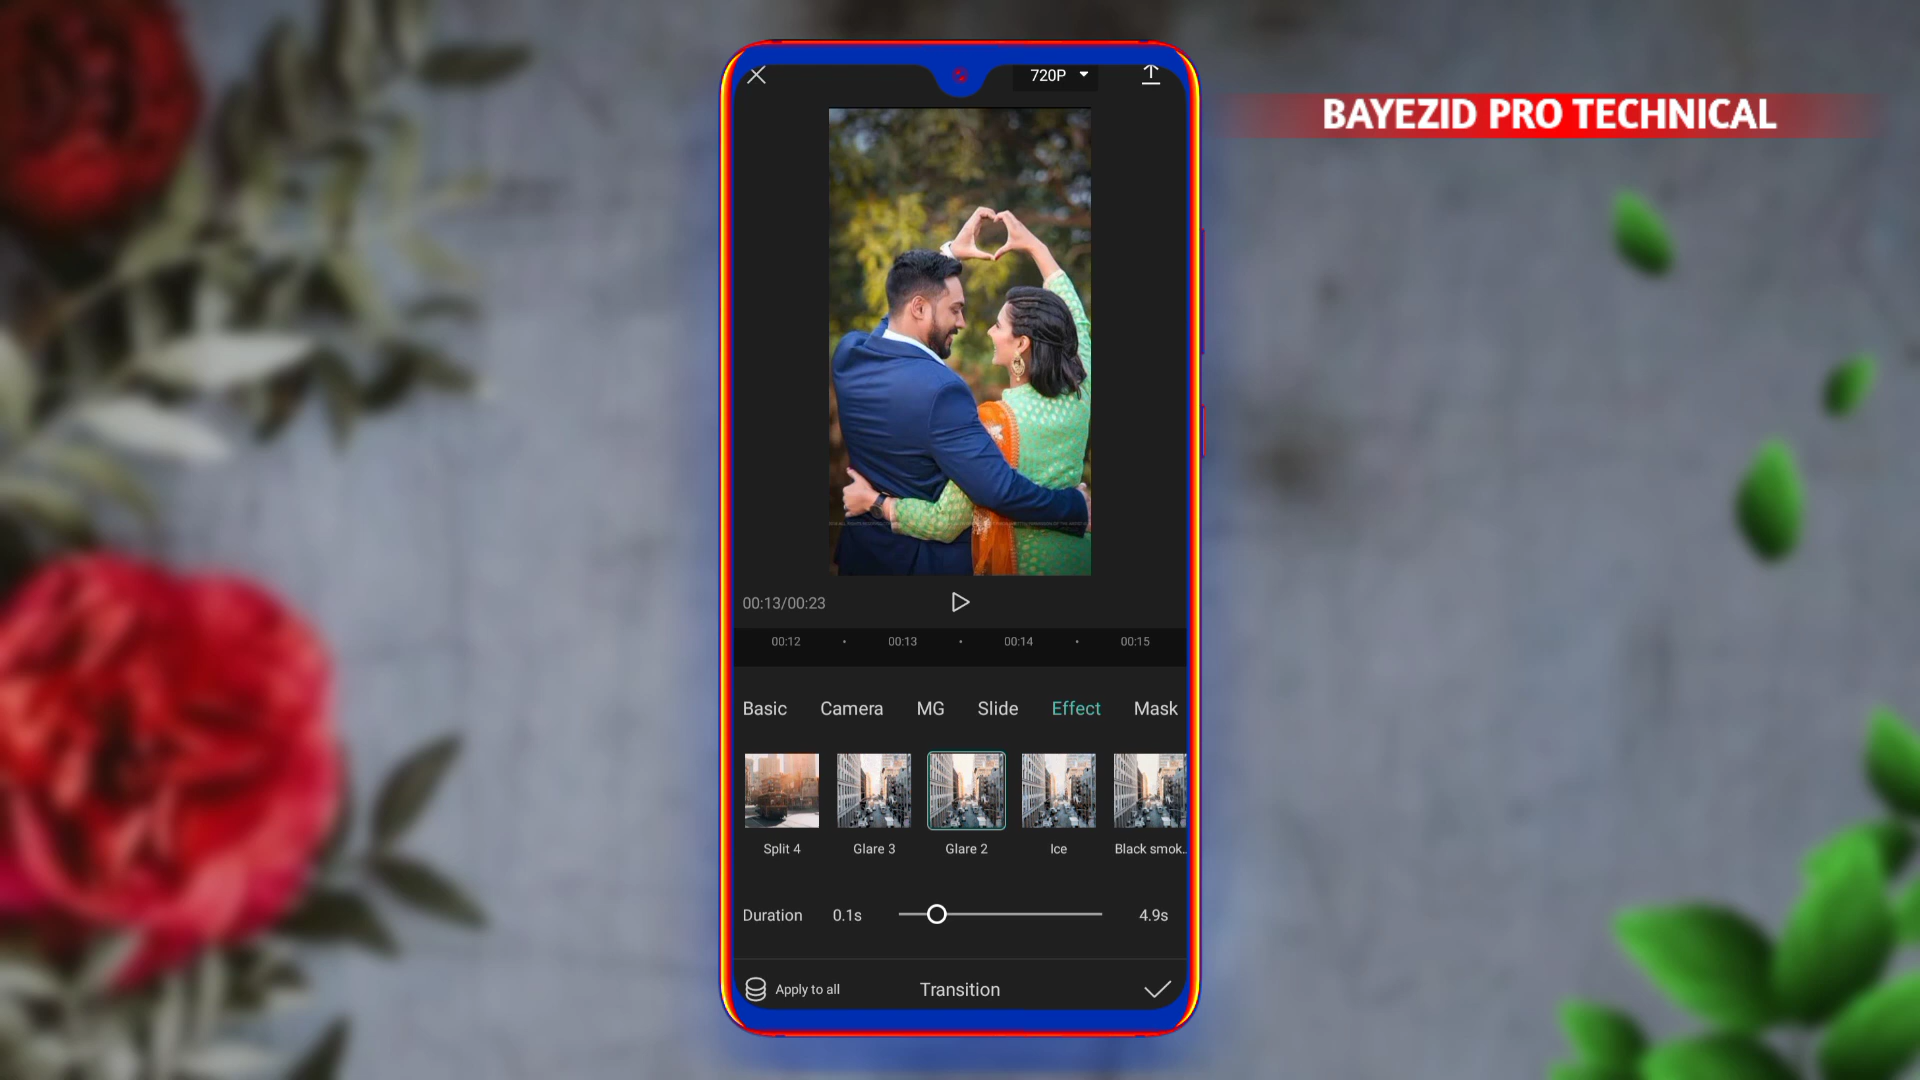 720P
BAYEZID PRO TECHNICAL
00:13/00:23
00:12 00:13 00:14 00:15
Basic Camera MG Slide Effect Mask
Split 4 Glare 3 Glare 2 Ice Black smok..
Duration 0.1s 4.9s
Apply to all Transition